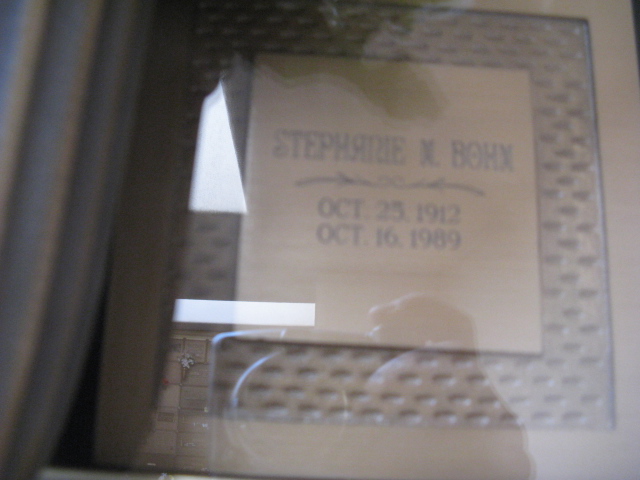 STEPHANIE N. BOHN
OCT. 25. 1912
OCT. 16. 1989